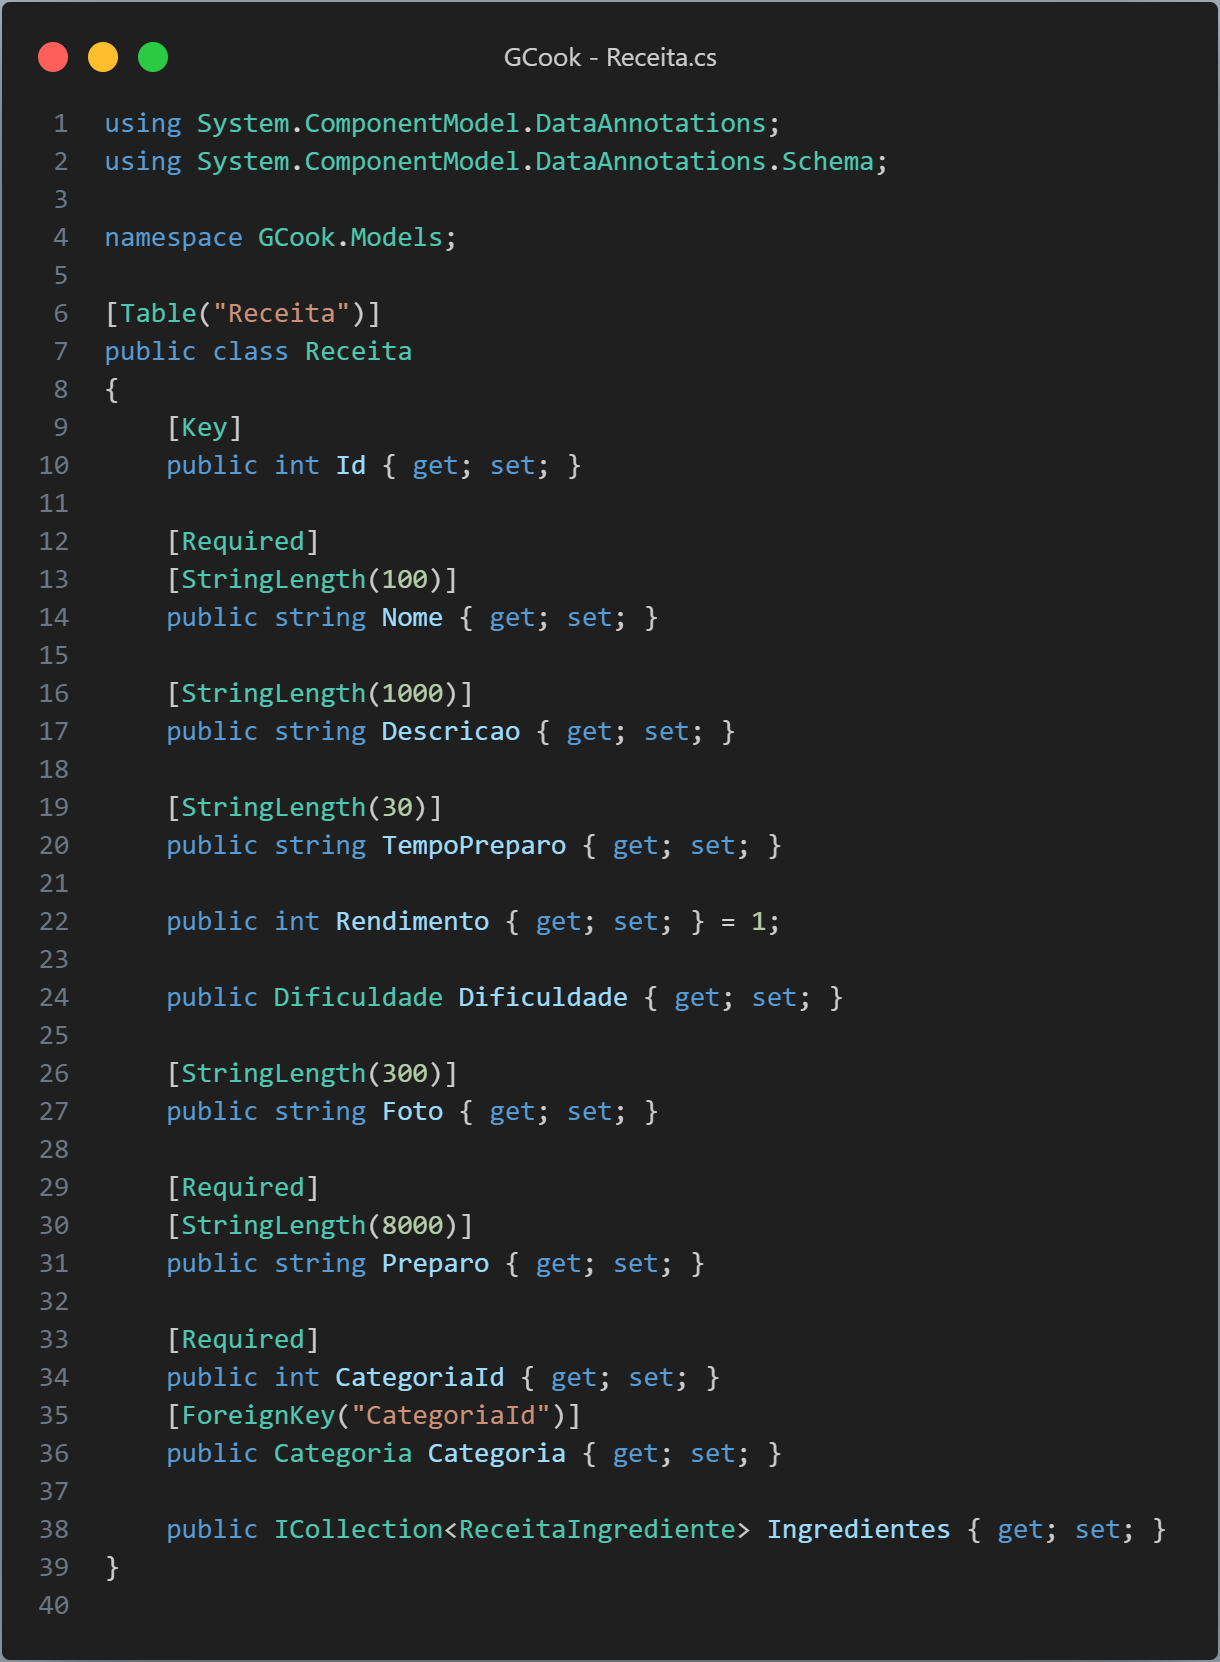 GCook - Receita.cs
1 using System.ComponentModel.DataAnnotations;
2 using System.ComponentModel.DataAnnotations.Schema;
3
4 namespace GCook.Models;
5
6 [Table("Receita")]
7 public class Receita
8 {
9     [Key]
10     public int Id { get; set; }
11
12     [Required]
13     [StringLength(100)]
14     public string Nome { get; set; }
15
16     [StringLength(1000)]
17     public string Descricao { get; set; }
18
19     [StringLength(30)]
20     public string TempoPreparo { get; set; }
21
22     public int Rendimento { get; set; } = 1;
23
24     public Dificuldade Dificuldade { get; set; }
25
26     [StringLength(300)]
27     public string Foto { get; set; }
28
29     [Required]
30     [StringLength(8000)]
31     public string Preparo { get; set; }
32
33     [Required]
34     public int CategoriaId { get; set; }
35     [ForeignKey("CategoriaId")]
36     public Categoria Categoria { get; set; }
37
38     public ICollection<ReceitaIngrediente> Ingredientes { get; set; }
39 }
40